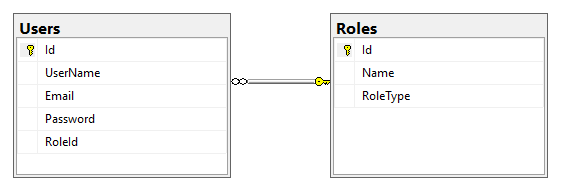 Users
Id
UserName
Email
Password
RoleId
Roles
Id
Name
RoleType